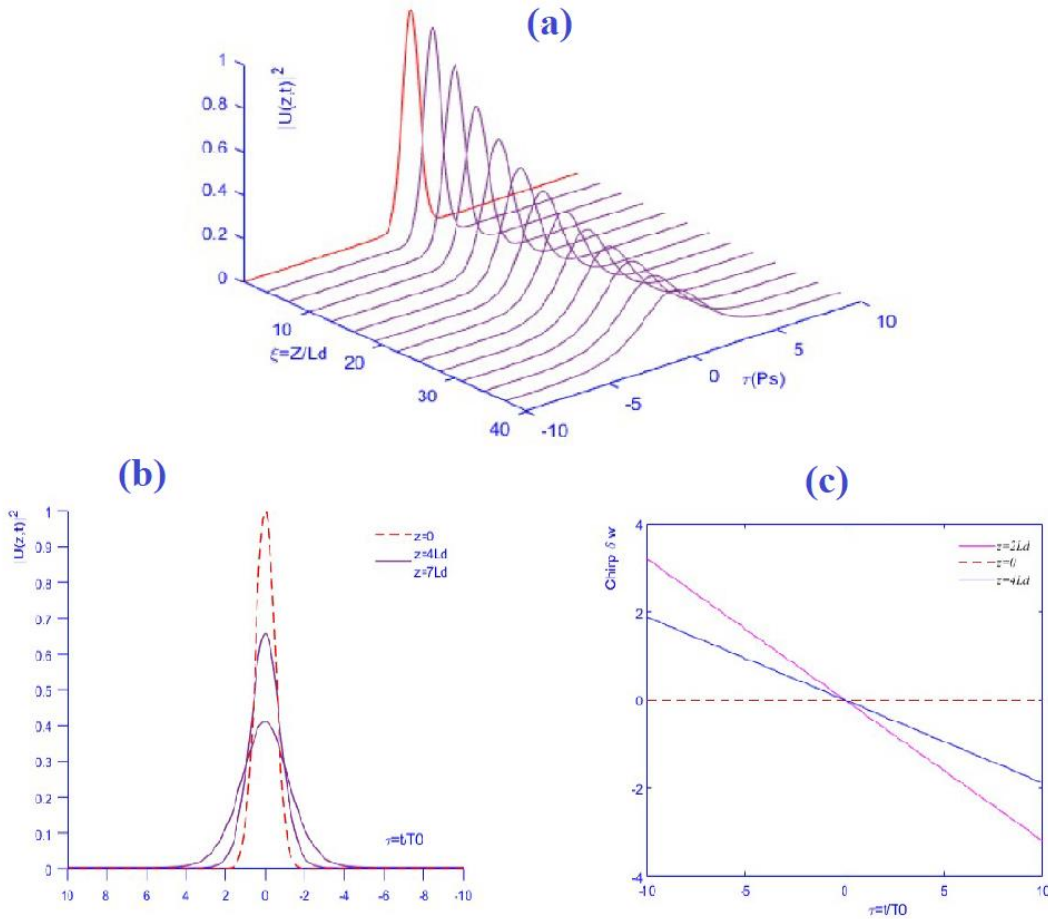 (a)
|U(z,t)|²
1
0.8
0.6
0.4
0.2
0
10
20
30
40
ξ=Z/Ld
-10
-5
0
5
10
τ(Ps)
(b)
|U(z,t)|²
1
0.9
0.8
0.7
0.6
0.5
0.4
0.3
0.2
0.1
0
z=0
z=4Ld
z=7Ld
τ=t/T0
10 8 6 4 2 0 -2 -4 -6 -8 -10
(c)
Chirp δ w
4
2
0
-2
-4
z=2Ld
z=0
z=4Ld
-10 -5 0 5 10
τ=t/T0